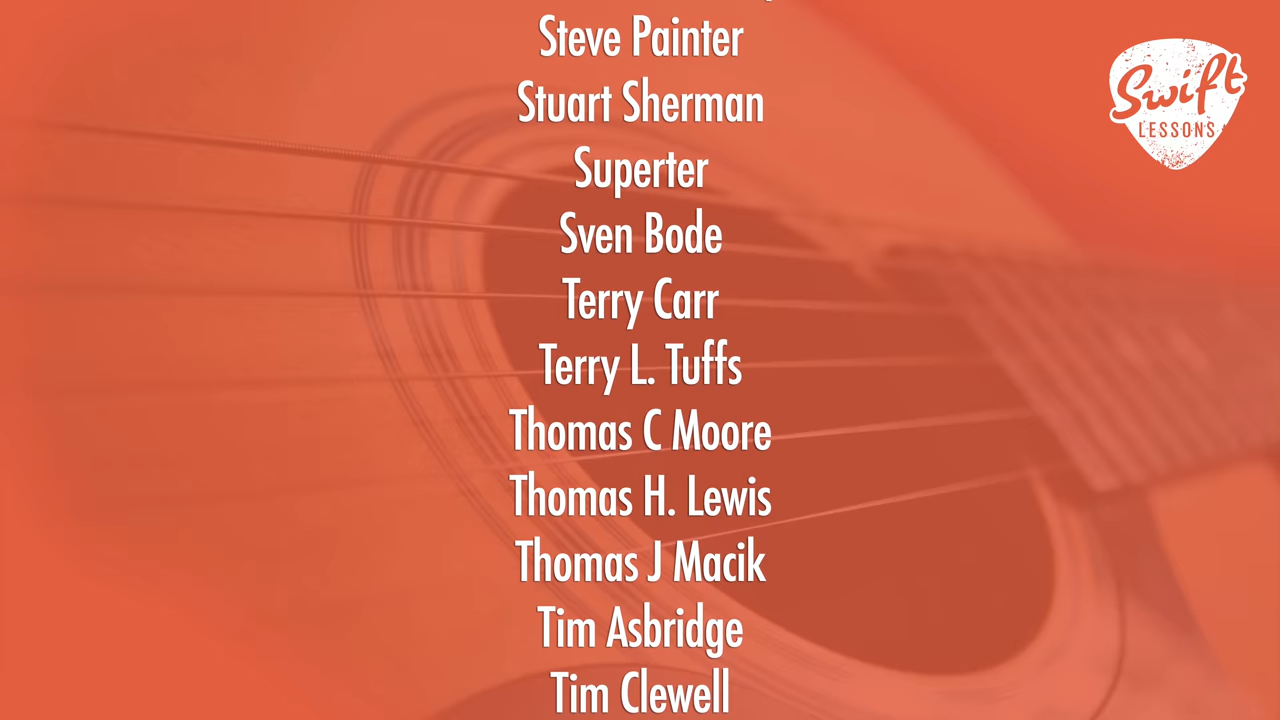 Steve Painter
Stuart Sherman
Superter
Sven Bode
Terry Carr
Terry L. Tuffs
Thomas C Moore
Thomas H. Lewis
Thomas J Macik
Tim Asbridge
Tim Clewell
Swift
LESSONS